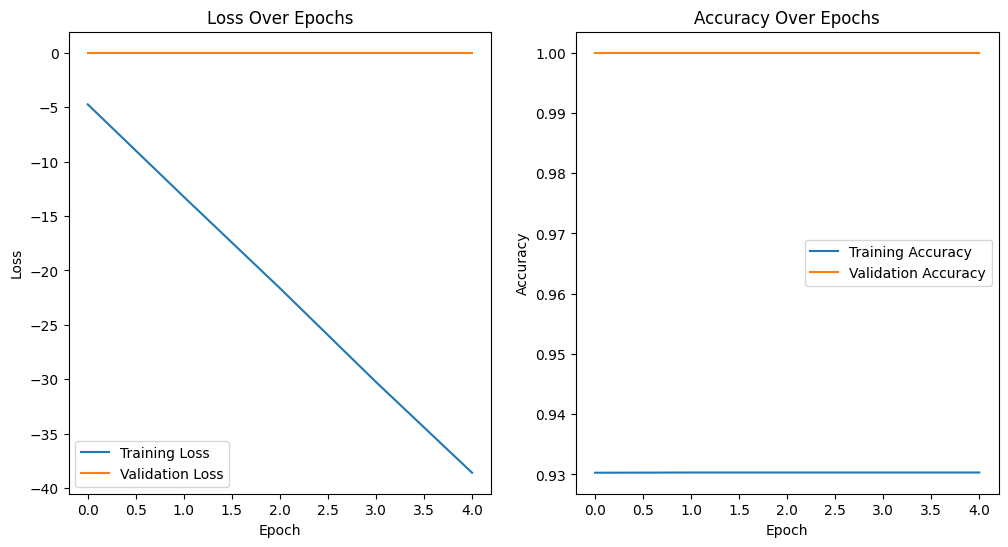 Loss Over Epochs
0
−5
−10
−15
−20
−25
−30
−35
−40
Loss
Training Loss
Validation Loss
0.0 0.5 1.0 1.5 2.0 2.5 3.0 3.5 4.0
Epoch
Accuracy Over Epochs
1.00
0.99
0.98
0.97
0.96
0.95
0.94
0.93
Accuracy
Training Accuracy
Validation Accuracy
0.0 0.5 1.0 1.5 2.0 2.5 3.0 3.5 4.0
Epoch